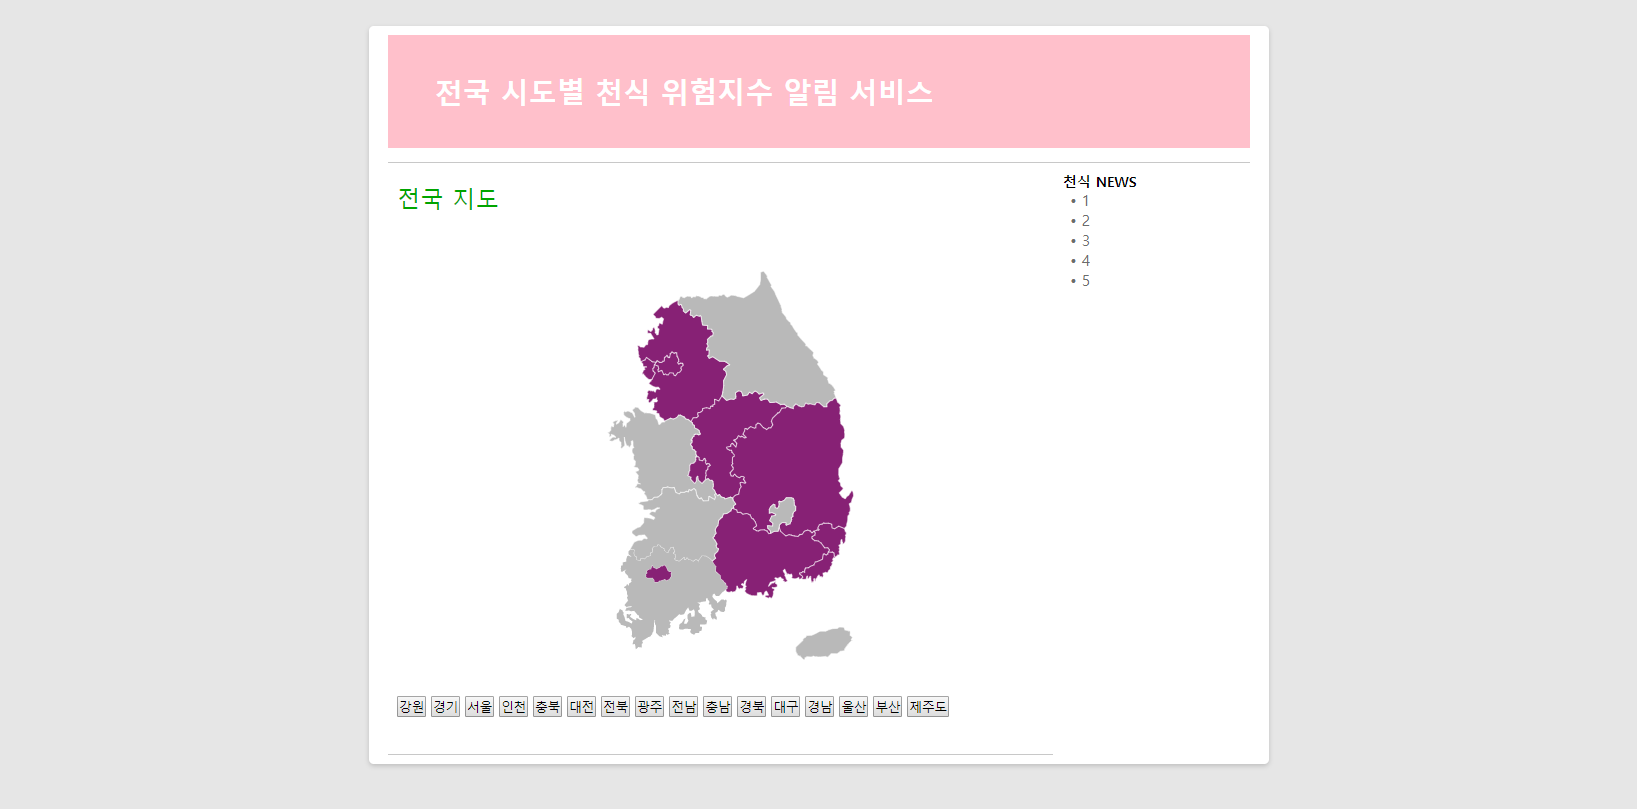 전국 시도별 천식 위험지수 알림 서비스
전국 지도
천식 NEWS
• 1
• 2
• 3
• 4
• 5
강원 경기 서울 인천 충북 대전 전북 광주 전남 충남 경북 대구 경남 울산 부산 제주도